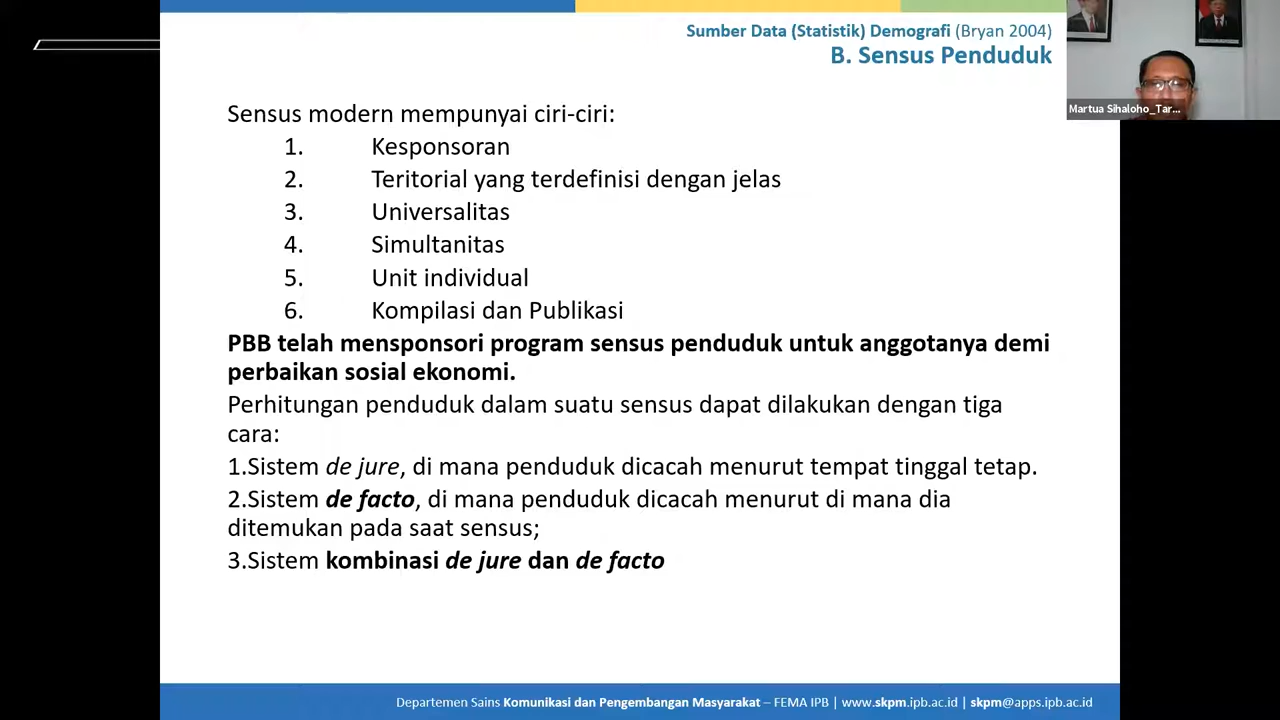 Sumber Data (Statistik) Demografi (Bryan 2004)
B. Sensus Penduduk
Martua Sihaloho_Tar...
Sensus modern mempunyai ciri-ciri:
1. Kesponsoran
2. Teritorial yang terdefinisi dengan jelas
3. Universalitas
4. Simultanitas
5. Unit individual
6. Kompilasi dan Publikasi
PBB telah mensponsori program sensus penduduk untuk anggotanya demi
perbaikan sosial ekonomi.
Perhitungan penduduk dalam suatu sensus dapat dilakukan dengan tiga
cara:
1.Sistem de jure, di mana penduduk dicacah menurut tempat tinggal tetap.
2.Sistem de facto, di mana penduduk dicacah menurut di mana dia
ditemukan pada saat sensus;
3.Sistem kombinasi de jure dan de facto
Departemen Sains Komunikasi dan Pengembangan Masyarakat – FEMA IPB | www.skpm.ipb.ac.id | skpm@apps.ipb.ac.id